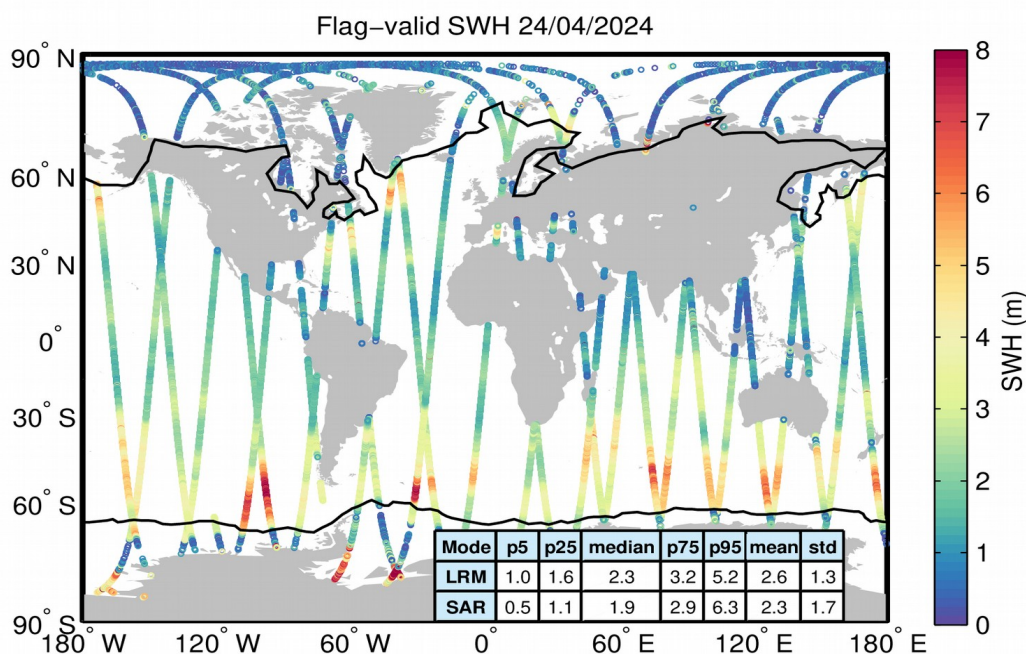 Flag-valid SWH 24/04/2024
90° N
60° N
30° N
0°
30° S
60° S
90° S
180° W
120° W
60° W
0°
60° E
120° E
180° E
8
7
6
5
4
3
2
1
0
SWH (m)
Mode p5 p25 median p75 p95 mean std
LRM 1.0 1.6 2.3 3.2 5.2 2.6 1.3
SAR 0.5 1.1 1.9 2.9 6.3 2.3 1.7